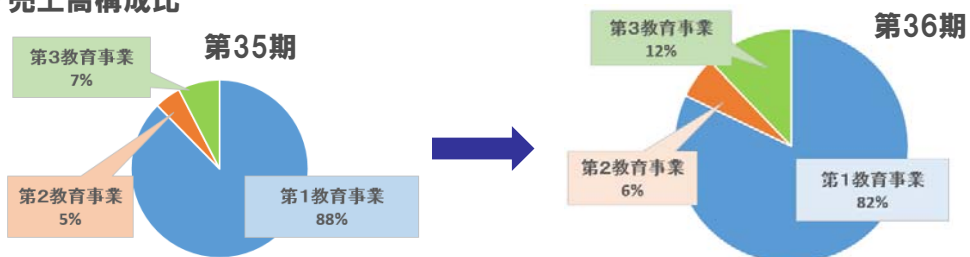 売上高構成比
第35期
第3教育事業
7%
第2教育事業
5%
第1教育事業
88%
第36期
第3教育事業
12%
第2教育事業
6%
第1教育事業
82%